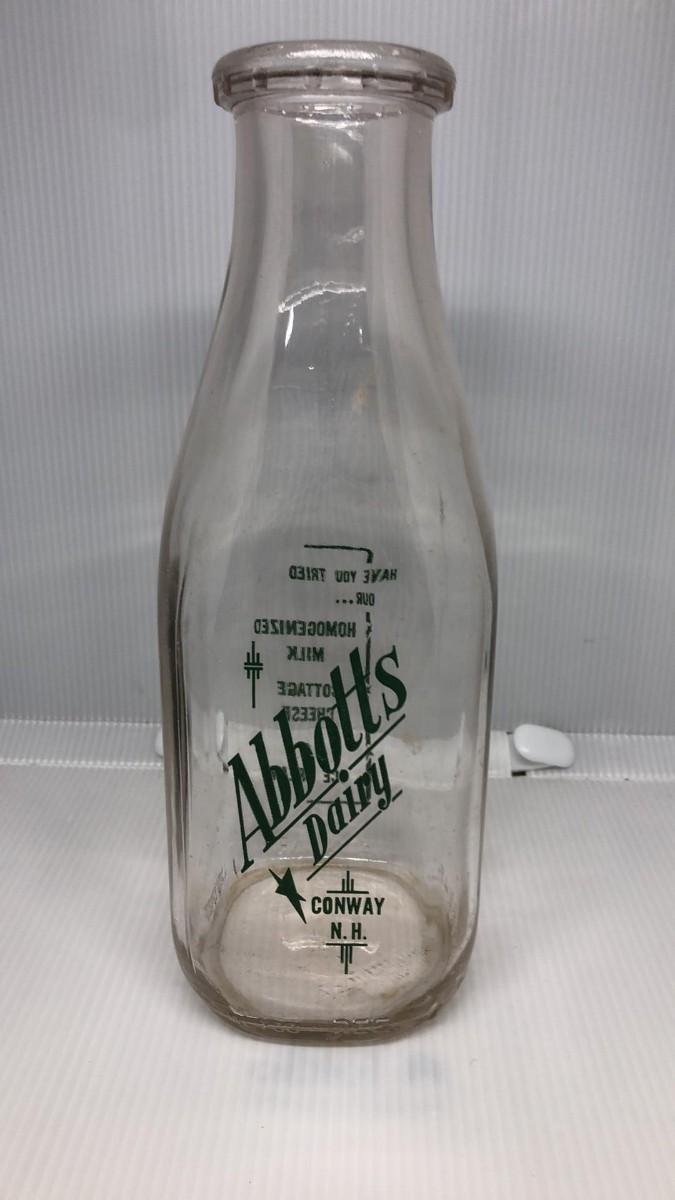 Abbotts
Dairy
CONWAY
N.H.
HAVE YOU TRIED
OUR...
HOMOGENIZED
MILK
COTTAGE
CHEESE